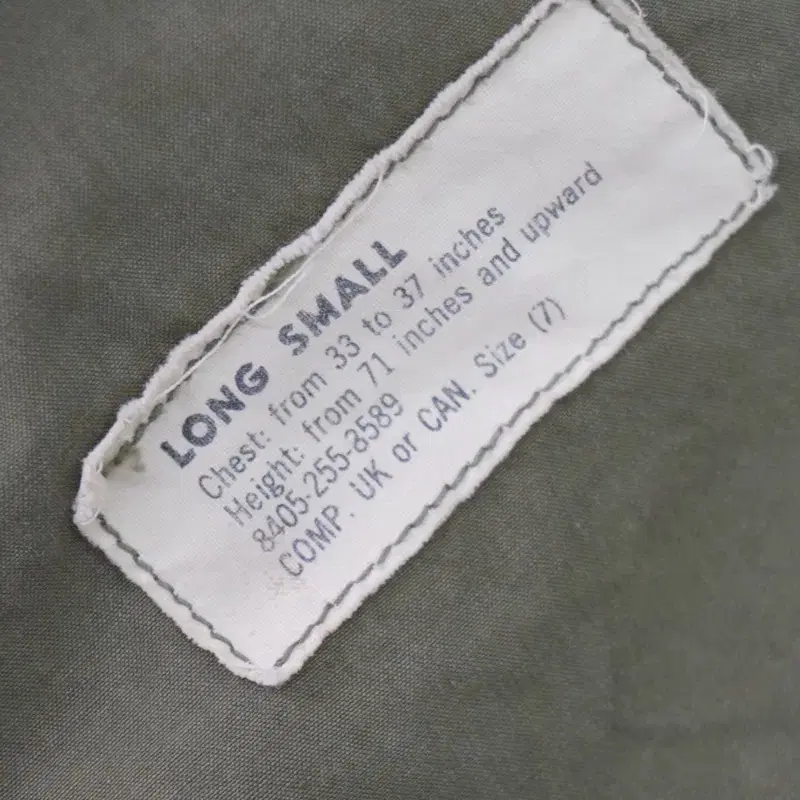 LONG SMALL
Chest: from 33 to 37 inches
Height: from 71 inches and upward
8405-255-8589
COMP. UK or CAN. Size (7)